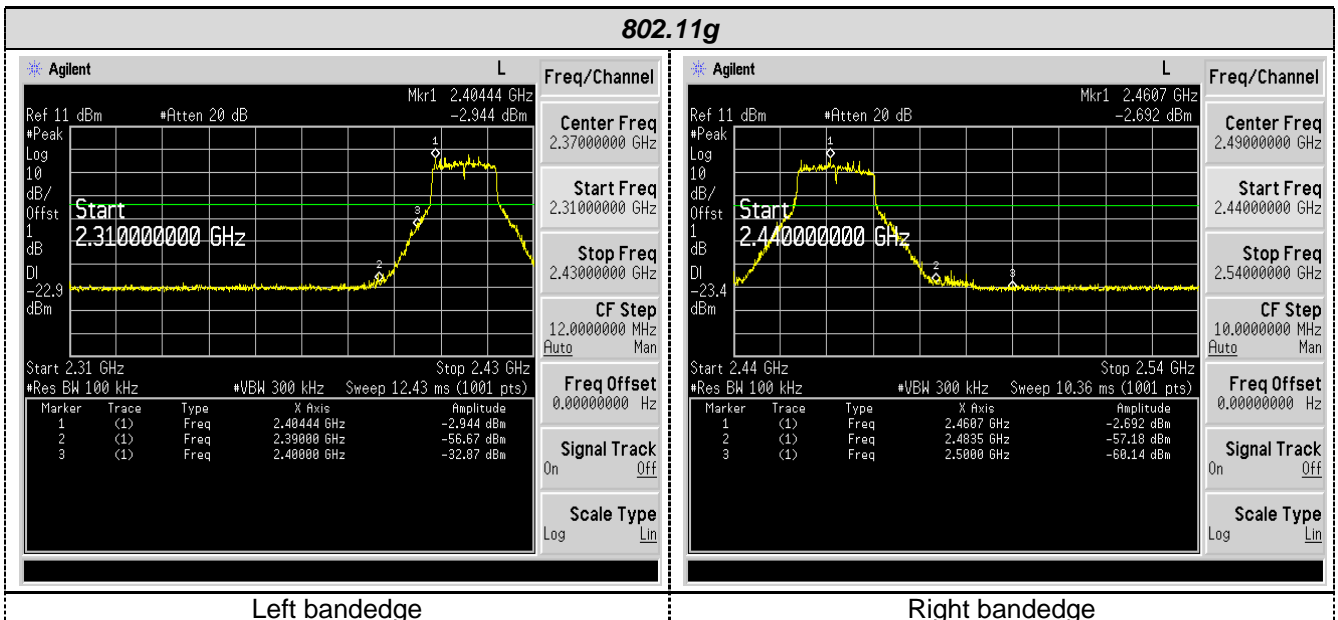 802.11g
Agilent L
Mkr1 2.40444 GHz
Ref 11 dBm #Atten 20 dB -2.944 dBm
#Peak
Log
10
dB/
Offst
1
dB
DI
-22.9
dBm
1
3
2
Start
2.310000000 GHz
Start 2.31 GHz Stop 2.43 GHz
#Res BW 100 kHz #VBW 300 kHz Sweep 12.43 ms (1001 pts)
Marker Trace Type X Axis Amplitude
1 (1) Freq 2.40444 GHz -2.944 dBm
2 (1) Freq 2.39000 GHz -56.67 dBm
3 (1) Freq 2.40000 GHz -32.87 dBm
Freq/Channel
Center Freq
2.37000000 GHz
Start Freq
2.31000000 GHz
Stop Freq
2.43000000 GHz
CF Step
12.0000000 MHz
Auto Man
Freq Offset
0.00000000 Hz
Signal Track
On Off
Scale Type
Log Lin
Left bandedge
Agilent L
Mkr1 2.4607 GHz
Ref 11 dBm #Atten 20 dB -2.692 dBm
#Peak
Log
10
dB/
Offst
1
dB
DI
-23.4
dBm
1
2
3
Start
2.440000000 GHz
Start 2.44 GHz Stop 2.54 GHz
#Res BW 100 kHz #VBW 300 kHz Sweep 10.36 ms (1001 pts)
Marker Trace Type X Axis Amplitude
1 (1) Freq 2.4607 GHz -2.692 dBm
2 (1) Freq 2.4835 GHz -57.18 dBm
3 (1) Freq 2.5000 GHz -60.14 dBm
Freq/Channel
Center Freq
2.49000000 GHz
Start Freq
2.44000000 GHz
Stop Freq
2.54000000 GHz
CF Step
10.0000000 MHz
Auto Man
Freq Offset
0.00000000 Hz
Signal Track
On Off
Scale Type
Log Lin
Right bandedge